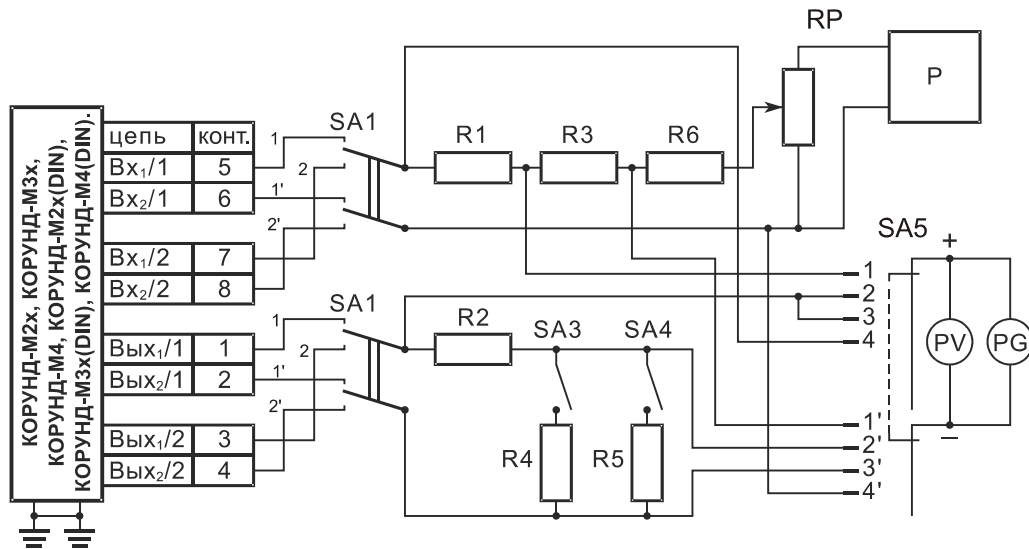 КОРУНД-М2х, КОРУНД-М3х,
КОРУНД-М4, КОРУНД-М2х(DIN),
КОРУНД-М3х(DIN), КОРУНД-М4(DIN).
цепь конт.
Вх₁/1 5
Вх₂/1 6
Вх₁/2 7
Вх₂/2 8
Вых₁/1 1
Вых₂/1 2
Вых₁/2 3
Вых₂/2 4
SA1
1
2
1'
2'
SA1
1
2
1'
2'
R1
R3
R6
RP
P
R2
SA3
SA4
R4
R5
SA5
1
2
3
4
1'
2'
3'
4'
+
PV
PG
–